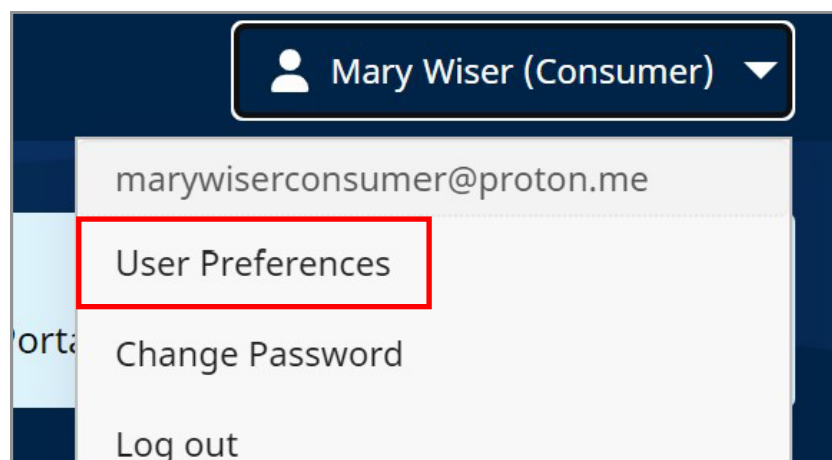 Mary Wiser (Consumer)
marywiserconsumer@proton.me
User Preferences
Change Password
Log out